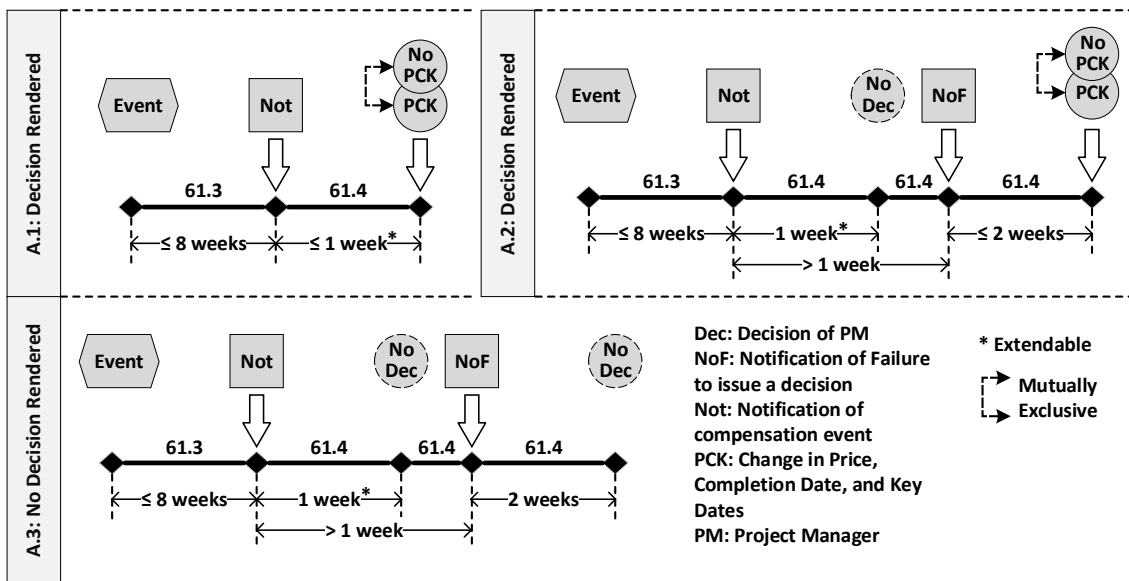 A.1: Decision Rendered
Event
Not
No
PCK
PCK
61.3
61.4
≤ 8 weeks
≤ 1 week*
A.2: Decision Rendered
Event
Not
No
Dec
NoF
No
PCK
PCK
61.3
61.4
61.4
61.4
≤ 8 weeks
1 week*
≤ 2 weeks
> 1 week
A.3: No Decision Rendered
Event
Not
No
Dec
NoF
No
Dec
61.3
61.4
61.4
61.4
≤ 8 weeks
1 week*
2 weeks
> 1 week
Dec: Decision of PM
NoF: Notification of Failure
to issue a decision
Not: Notification of
compensation event
PCK: Change in Price,
Completion Date, and Key
Dates
PM: Project Manager
* Extendable
Mutually
Exclusive